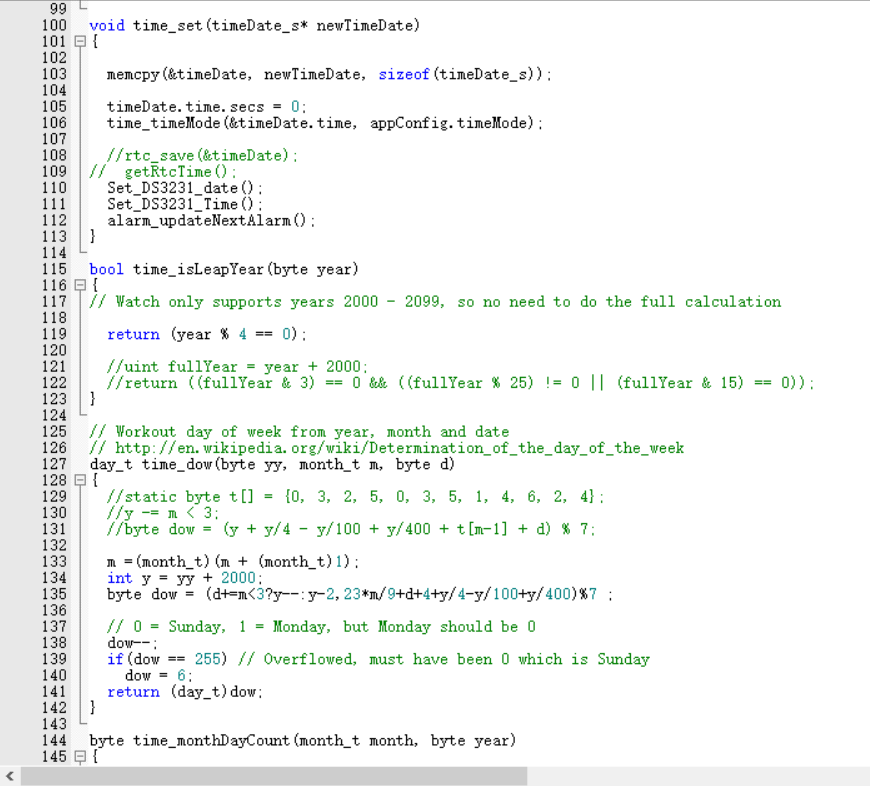 99
100 void time_set(timeDate_s* newTimeDate)
101 {
102
103 memcpy(&timeDate, newTimeDate, sizeof(timeDate_s));
104
105 timeDate.time.secs = 0;
106 time_timeMode(&timeDate.time, appConfig.timeMode);
107
108 //rtc_save(&timeDate);
109 // getRtcTime();
110 Set_DS3231_date();
111 Set_DS3231_Time();
112 alarm_updateNextAlarm();
113 }
114
115 bool time_isLeapYear(byte year)
116 {
117 // Watch only supports years 2000 - 2099, so no need to do the full calculation
118
119 return (year % 4 == 0);
120
121 //uint fullYear = year + 2000;
122 //return ((fullYear & 3) == 0 && ((fullYear % 25) != 0 || (fullYear & 15) == 0));
123 }
124
125 // Workout day of week from year, month and date
126 // http://en.wikipedia.org/wiki/Determination_of_the_day_of_the_week
127 day_t time_dow(byte yy, month_t m, byte d)
128 {
129 //static byte t[] = {0, 3, 2, 5, 0, 3, 5, 1, 4, 6, 2, 4};
130 //y -= m < 3;
131 //byte dow = (y + y/4 - y/100 + y/400 + t[m-1] + d) % 7;
132
133 m =(month_t)(m + (month_t)1);
134 int y = yy + 2000;
135 byte dow = (d+=m<3?y--:y-2,23*m/9+d+4+y/4-y/100+y/400)%7 ;
136
137 // 0 = Sunday, 1 = Monday, but Monday should be 0
138 dow--;
139 if(dow == 255) // Overflowed, must have been 0 which is Sunday
140 dow = 6;
141 return (day_t)dow;
142 }
143
144 byte time_monthDayCount(month_t month, byte year)
145 {